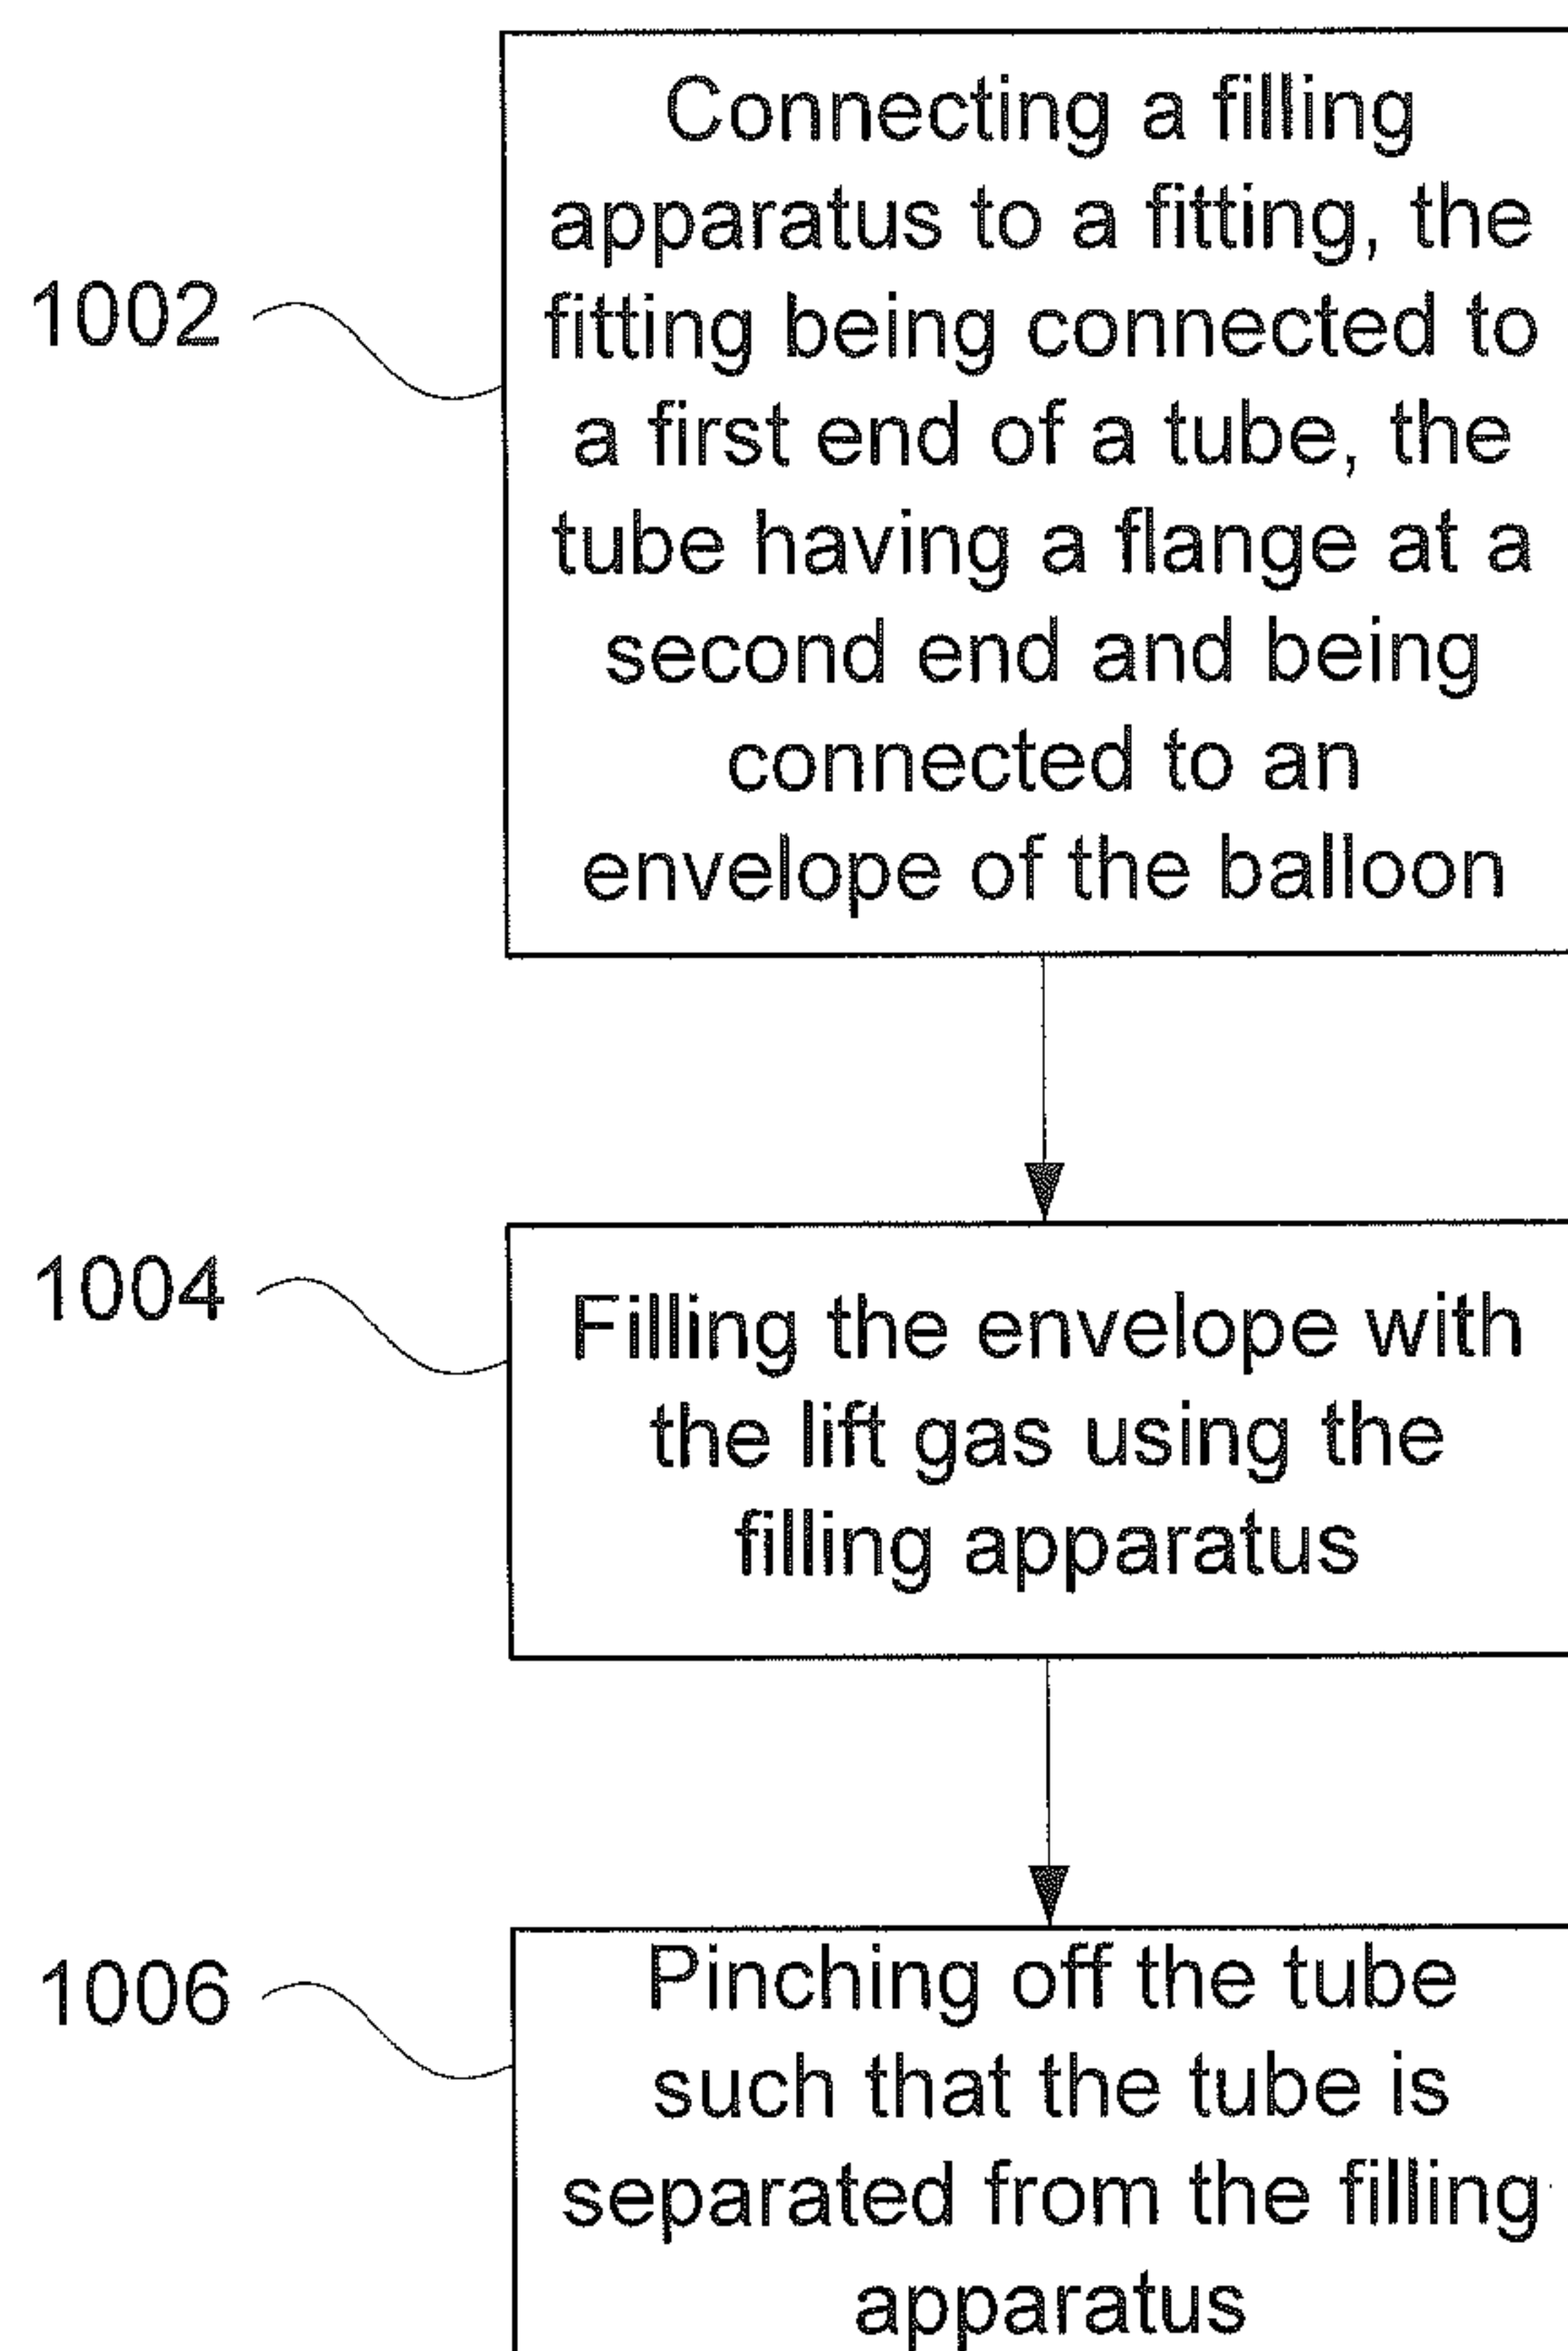 Connecting a filling
apparatus to a fitting, the
1002
fitting being connected to
a first end of a tube, the
tube having a flange at a
second end and being
connected to an
envelope of the balloon
1004
Filling the envelope with
the lift gas using the
filling apparatus
1006
Pinching off the tube
such that the tube is
separated from the filling
apparatus